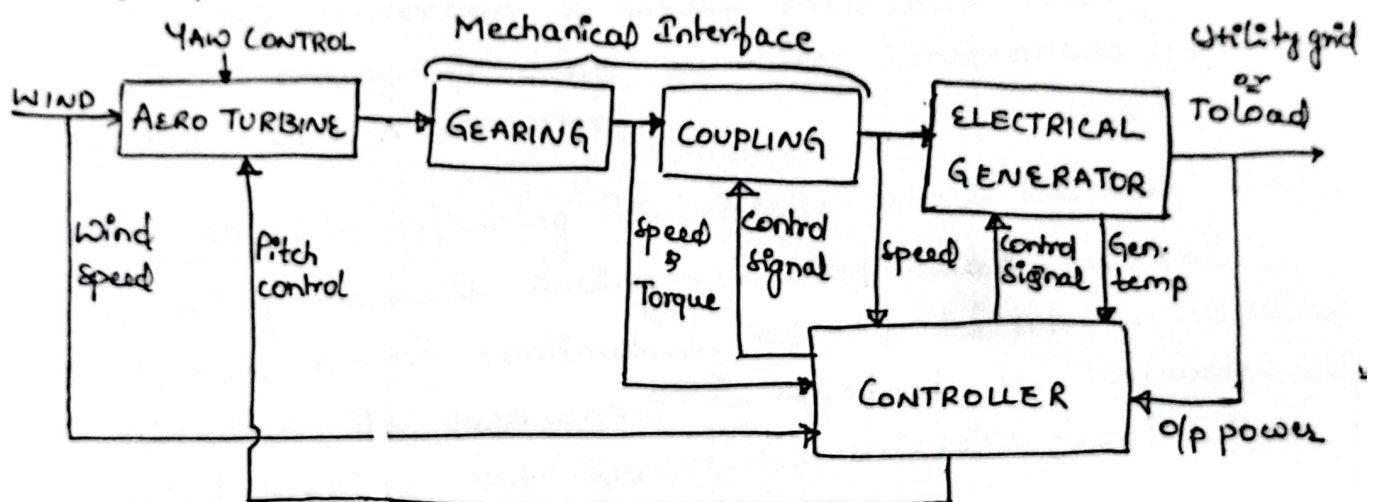 YAW CONTROL
Mechanical Interface
Utility grid
or
To load
WIND
AERO TURBINE
GEARING
COUPLING
ELECTRICAL
GENERATOR
Wind
speed
Pitch
control
Speed
&
Torque
Control
signal
Speed
Control
signal
Gen.
temp
CONTROLLER
O/p power